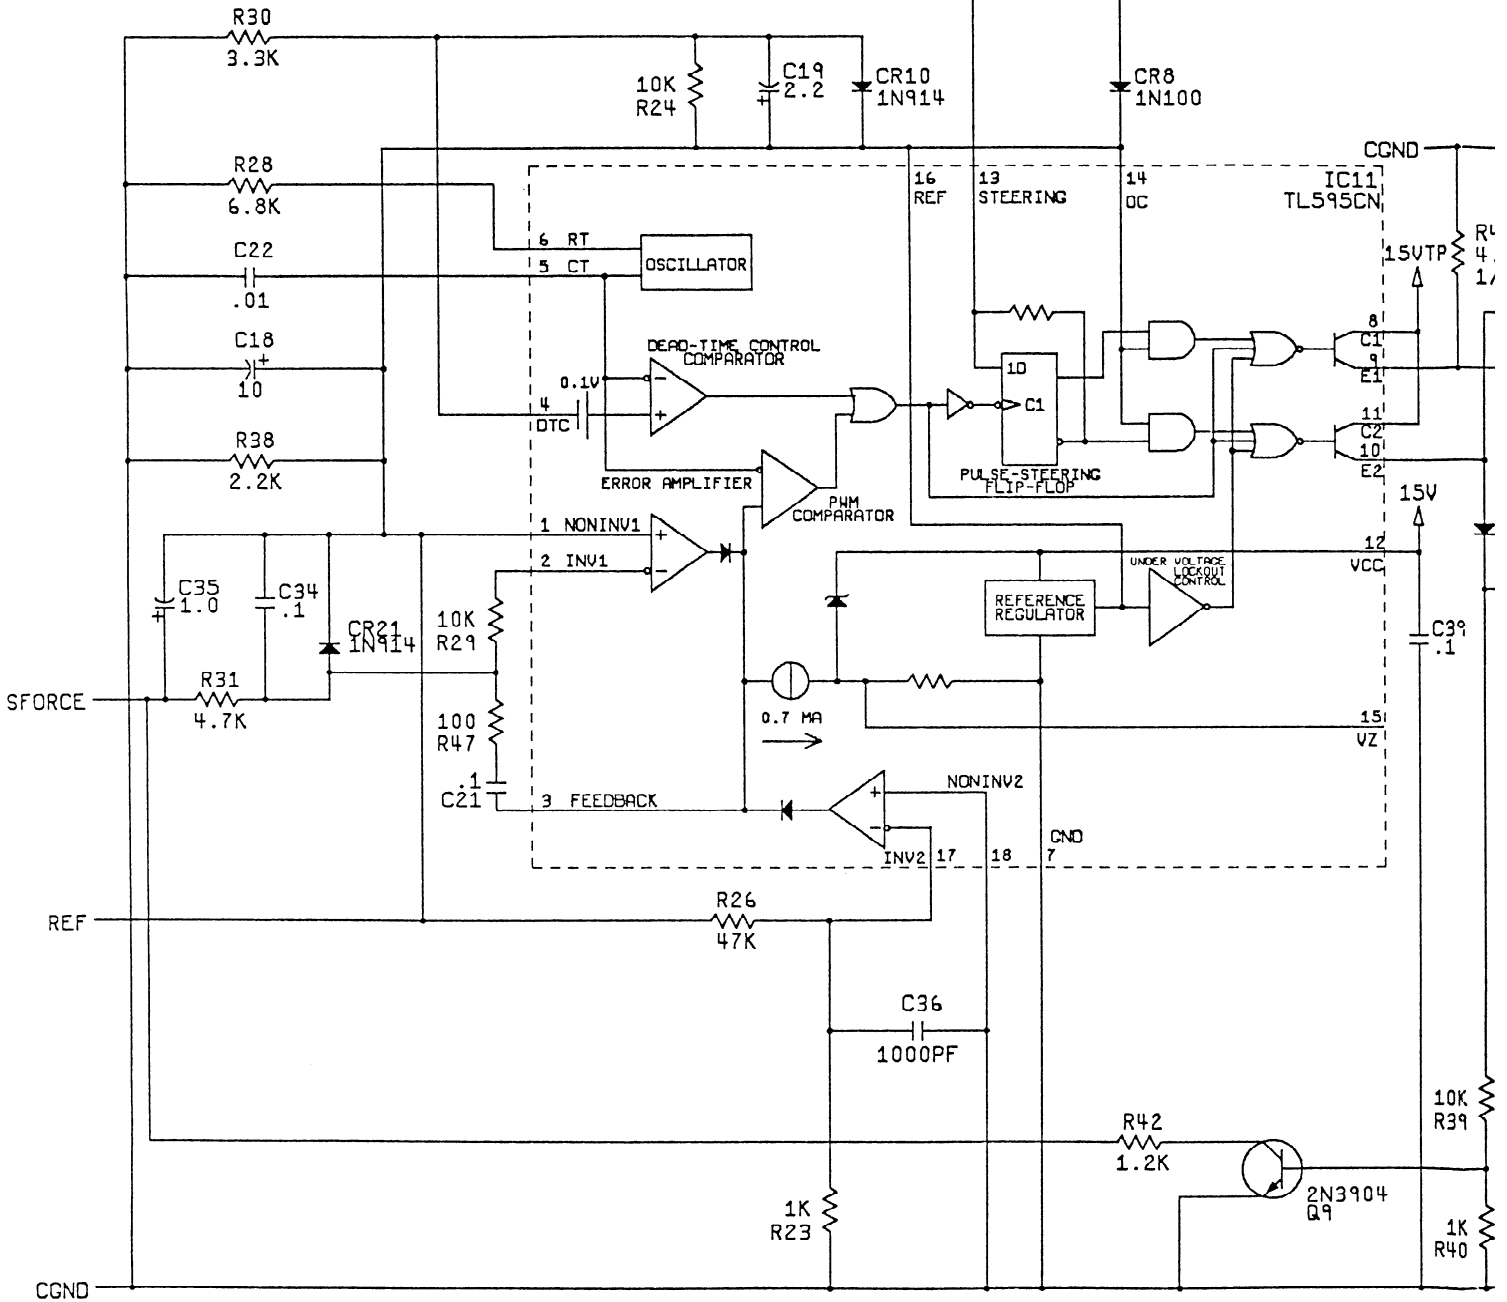 R30
3.3K
10K
R24
C19
2.2
+
CR10
1N914
CR8
1N100
CGND
R28
6.8K
16
REF
13
STEERING
14
OC
IC11
TL595CN
6 RT
5 CT
OSCILLATOR
C22
.01
15VTP
R4
4.
1/
C18
+
10
DEAD-TIME CONTROL
COMPARATOR
0.1V
4
DTC
−
+
1D
C1
8
C1
9
E1
11
C2
10
E2
R38
2.2K
ERROR AMPLIFIER
PWM
COMPARATOR
PULSE-STEERING
FLIP-FLOP
15V
1 NONINV1
+
2 INV1
−
12
VCC
UNDER VOLTAGE
LOCKOUT
CONTROL
REFERENCE
REGULATOR
C35
1.0
+
C34
.1
CR21
1N914
10K
R29
C39
.1
SFORCE
R31
4.7K
100
R47
0.7 MA
15
VZ
.1
C21
3 FEEDBACK
NONINV2
+
−
INV2
17
18
GND
7
REF
R26
47K
C36
1000PF
10K
R39
R42
1.2K
2N3904
Q9
1K
R23
1K
R40
CGND